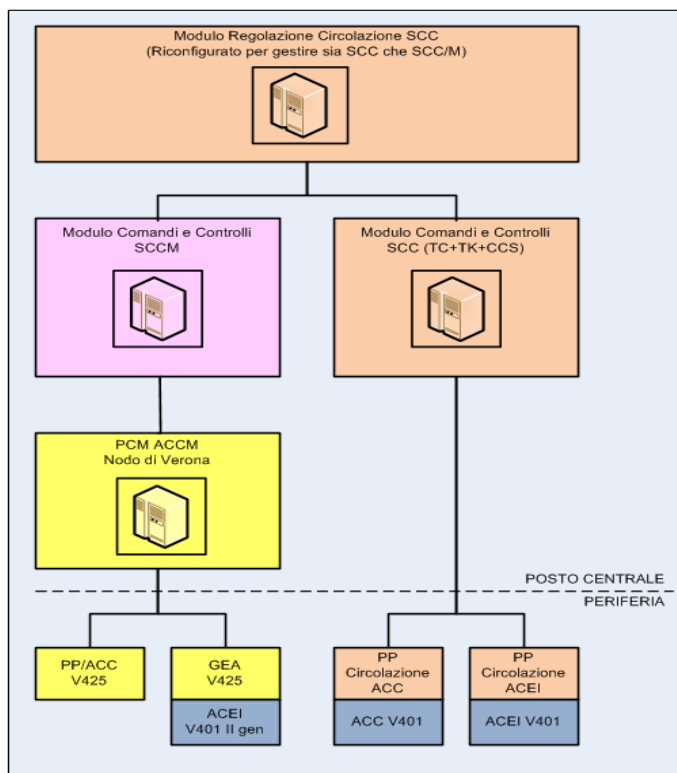 Modulo Regolazione Circolazione SCC
(Riconfigurato per gestire sia SCC che SCC/M)
Modulo Comandi e Controlli
SCCM
Modulo Comandi e Controlli
SCC (TC+TK+CCS)
PCM ACCM
Nodo di Verona
POSTO CENTRALE
PERIFERIA
PP/ACC
V425
GEA
V425
ACEI
V401 II gen
PP
Circolazione
ACC
ACC V401
PP
Circolazione
ACEI
ACEI V401